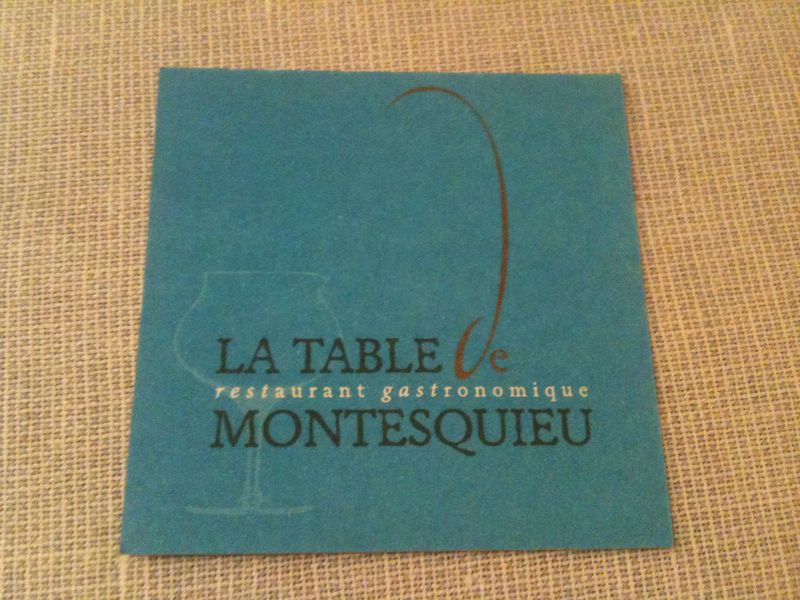 LA TABLE de
restaurant gastronomique
MONTESQUIEU